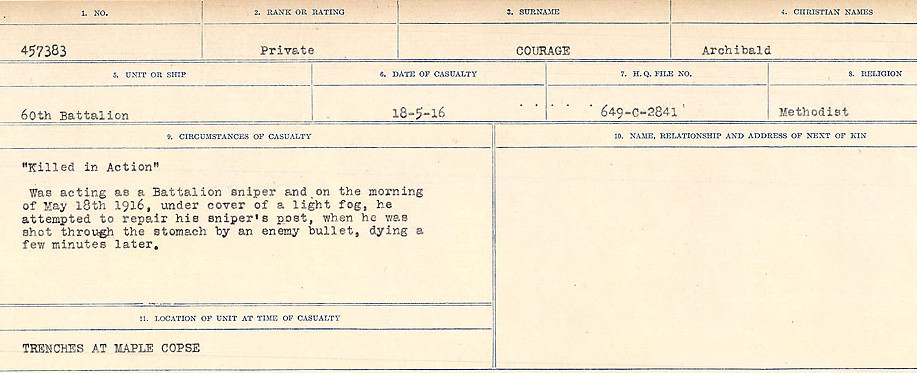 1. NO. 2. RANK OR RATING 3. SURNAME 4. CHRISTIAN NAMES
457383 Private COURAGE Archibald
5. UNIT OR SHIP 6. DATE OF CASUALTY 7. H. Q. FILE NO. 8. RELIGION
60th Battalion 18-5-16 649-C-2841 Methodist
9. CIRCUMSTANCES OF CASUALTY
"Killed in Action"
Was acting as a Battalion sniper and on the morning
of May 18th 1916, under cover of a light fog, he
attempted to repair his sniper's post, when he was
shot through the stomach by an enemy bullet, dying a
few minutes later.
10. NAME, RELATIONSHIP AND ADDRESS OF NEXT OF KIN
11. LOCATION OF UNIT AT TIME OF CASUALTY
TRENCHES AT MAPLE COPSE